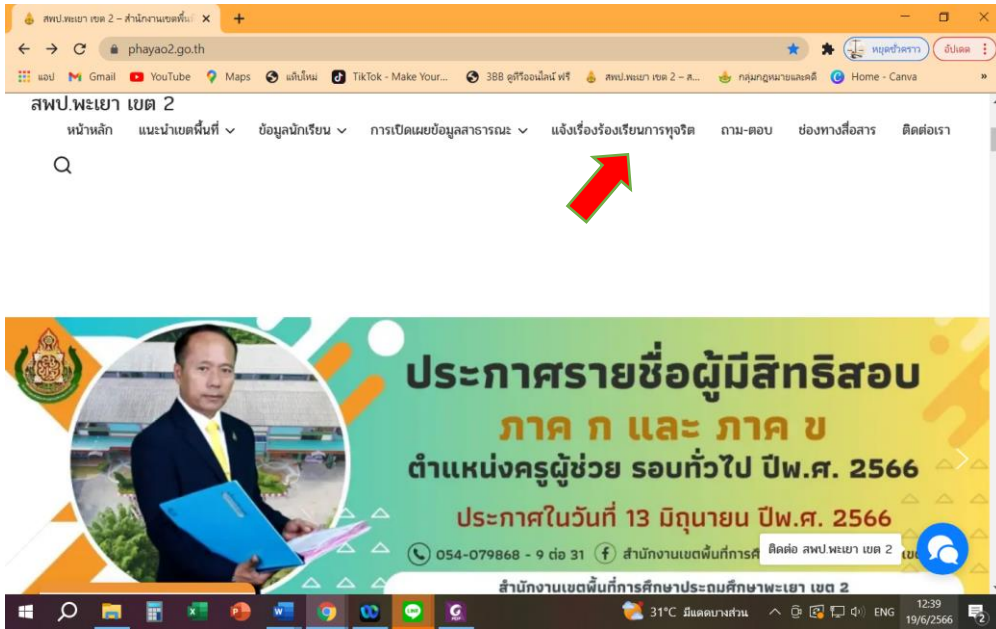 สพป.พะเยา เขต 2 – สำนักงานเขตพื้นที่
phayao2.go.th
หยุดชั่วคราว
อัปเดต
แอป
Gmail
YouTube
Maps
แท็บใหม่
TikTok - Make Your...
388 ดูทีวีออนไลน์ ฟรี
สพป.พะเยา เขต 2 – ส...
กลุ่มกฎหมายและคดี
Home - Canva
»
สพป.พะเยา เขต 2
หน้าหลัก
แนะนำเขตพื้นที่
ข้อมูลนักเรียน
การเปิดเผยข้อมูลสาธารณะ
แจ้งเรื่องร้องเรียนการทุจริต
ถาม-ตอบ
ช่องทางสื่อสาร
ติดต่อเรา
ประกาศรายชื่อผู้มีสิทธิสอบ
ภาค ก และ ภาค ข
ตำแหน่งครูผู้ช่วย รอบทั่วไป ปีพ.ศ. 2566
ประกาศในวันที่ 13 มิถุนายน ปีพ.ศ. 2566
054-079868 - 9 ต่อ 31
สำนักงานเขตพื้นที่การศึ
ติดต่อ สพป.พะเยา เขต 2
สำนักงานเขตพื้นที่การศึกษาประถมศึกษาพะเยา เขต 2
31°C มีแดดบางส่วน
ENG
12:39
19/6/2566
2